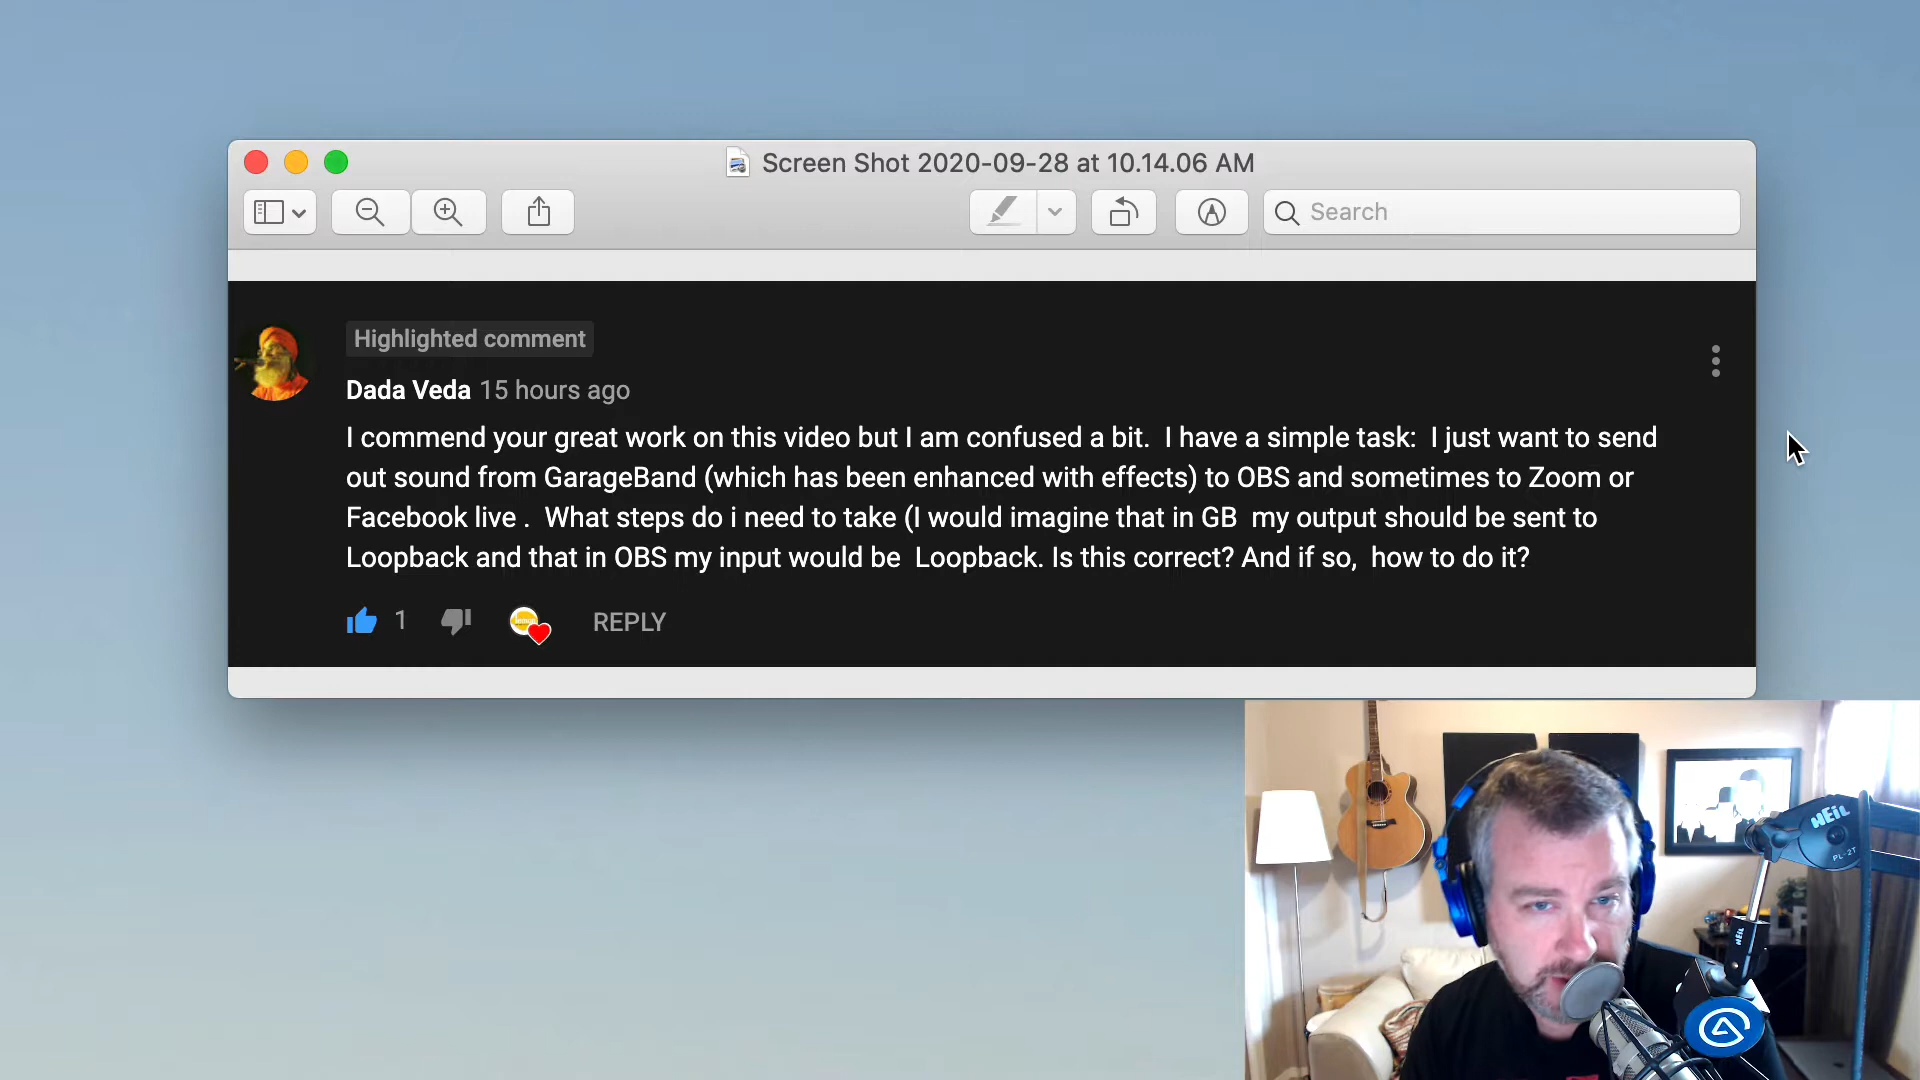 Screen Shot 2020-09-28 at 10.14.06 AM
Search
Highlighted comment
Dada Veda 15 hours ago
I commend your great work on this video but I am confused a bit.  I have a simple task:  I just want to send
out sound from GarageBand (which has been enhanced with effects) to OBS and sometimes to Zoom or
Facebook live .  What steps do i need to take (I would imagine that in GB  my output should be sent to
Loopback and that in OBS my input would be  Loopback. Is this correct? And if so,  how to do it?
1
REPLY
HEiL
PL-2T
HEiL